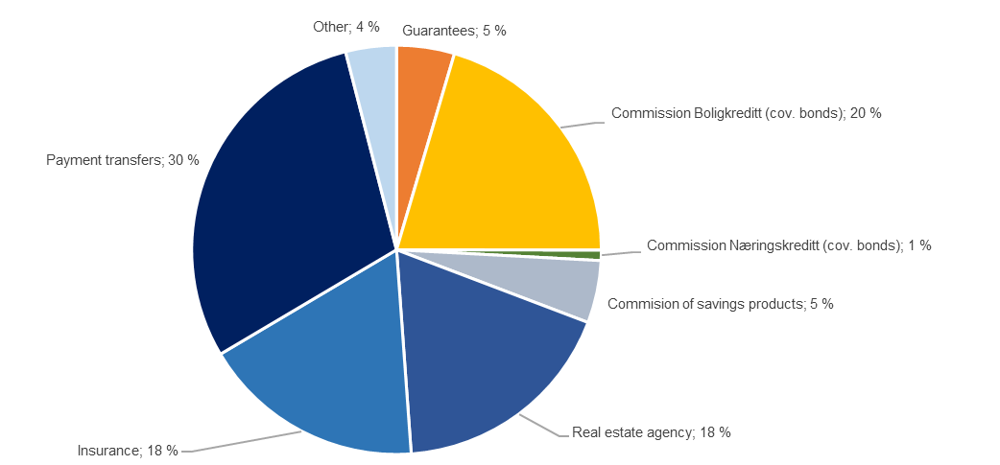 Other; 4 %
Guarantees; 5 %
Commission Boligkreditt (cov. bonds); 20 %
Payment transfers; 30 %
Commission Næringskreditt (cov. bonds); 1 %
Commision of savings products; 5 %
Real estate agency; 18 %
Insurance; 18 %